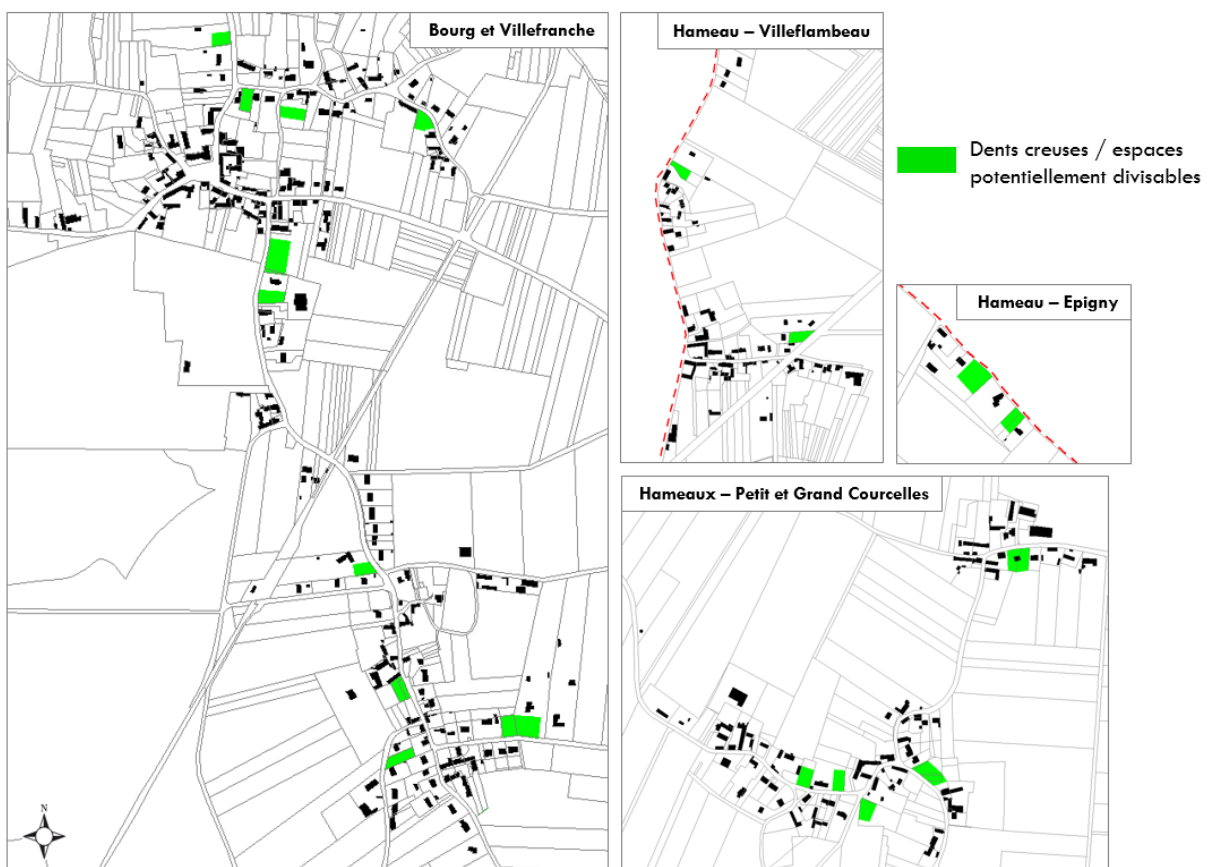 Bourg et Villefranche
Hameau – Villeflambeau
Dents creuses / espaces
potentiellement divisables
Hameau – Epigny
Hameaux – Petit et Grand Courcelles
N